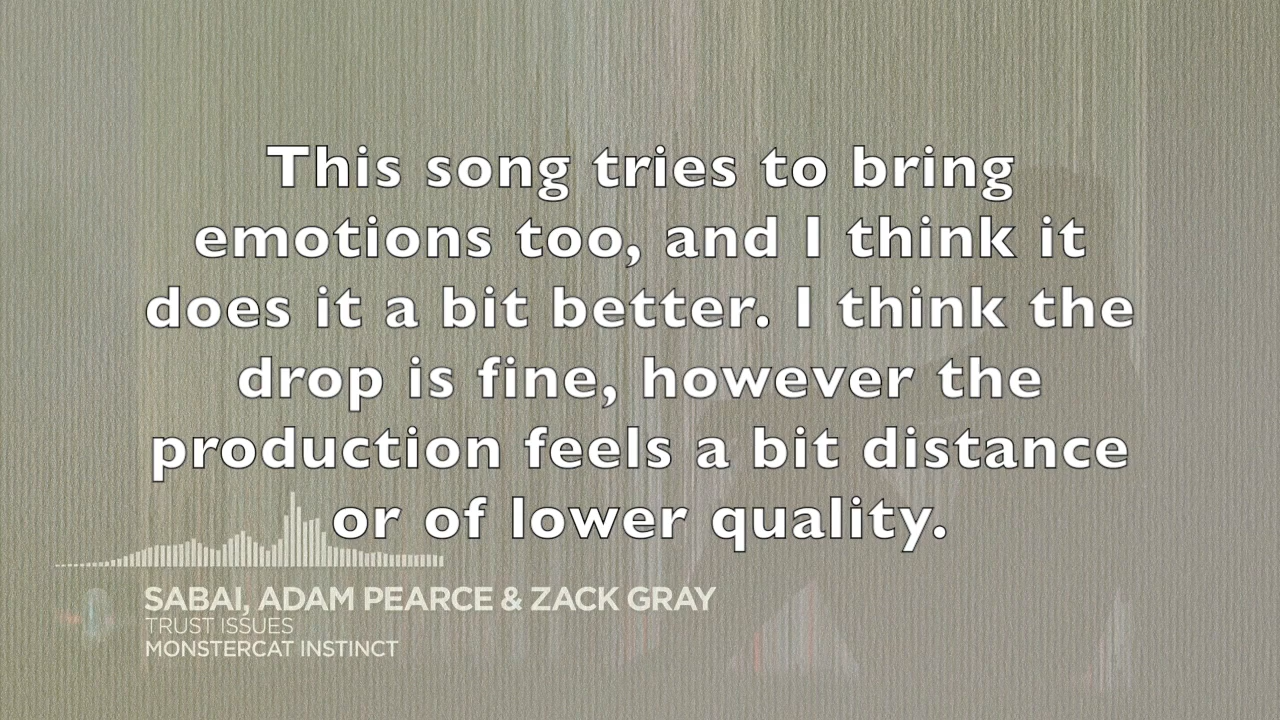 This song tries to bring
emotions too, and I think it
does it a bit better. I think the
drop is fine, however the
production feels a bit distance
or of lower quality.
SABAI, ADAM PEARCE & ZACK GRAY
TRUST ISSUES
MONSTERCAT INSTINCT